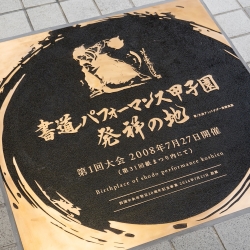 書道パフォーマンス甲子園
発祥の地
第1回大会 2008年7月27日開催
(第31回紙まつり内にて)
Birthplace of shodo performance koshien